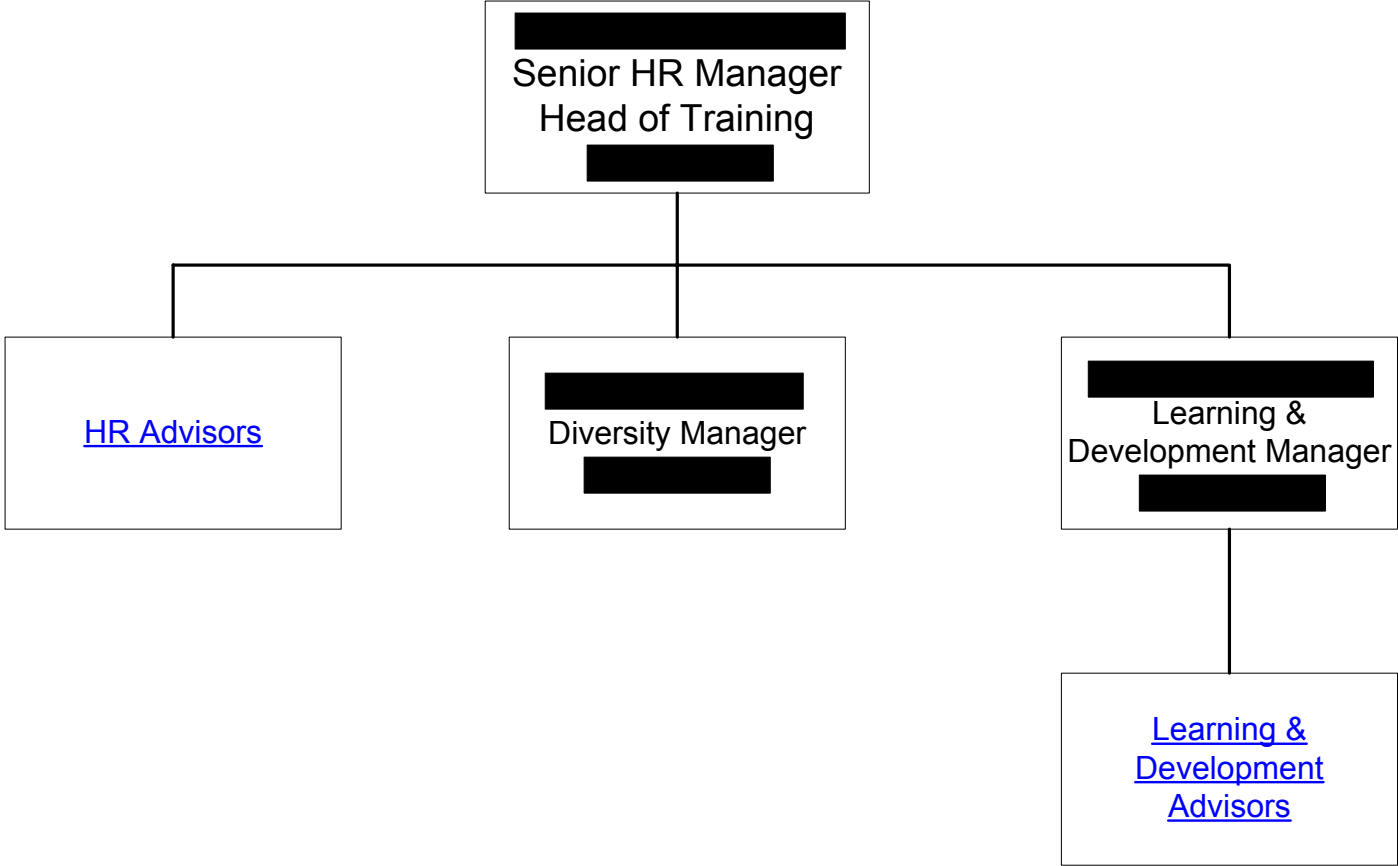 Senior HR Manager
Head of Training
HR Advisors
Diversity Manager
Learning &
Development Manager
Learning &
Development
Advisors